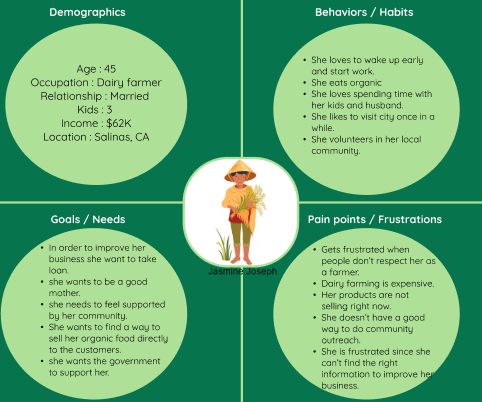 Demographics
Age : 45
Occupation : Dairy farmer
Relationship : Married
Kids : 3
Income : $62K
Location : Salinas, CA
Behaviors / Habits
• She loves to wake up early
and start work.
• She eats organic
• She loves spending time with
her kids and husband.
• She likes to visit city once in a
while.
• She volunteers in her local
community.
Jasmine Joseph
Goals / Needs
• In order to improve her
business she want to take
loan.
• she wants to be a good
mother.
• she needs to feel supported
by her community.
• She wants to find a way to
sell her organic food directly
to the customers.
• she wants the government
to support her.
Pain points / Frustrations
• Gets frustrated when
people don't respect her as
a farmer.
• Dairy farming is expensive.
• Her products are not
selling right now.
• She doesn't have a good
way to do community
outreach.
• She is frustrated since she
can't find the right
information to improve her
business.